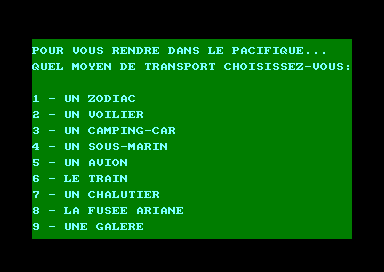 POUR VOUS RENDRE DANS LE PACIFIQUE...
QUEL MOYEN DE TRANSPORT CHOISISSEZ-VOUS:
1 - UN ZODIAC
2 - UN VOILIER
3 - UN CAMPING-CAR
4 - UN SOUS-MARIN
5 - UN AVION
6 - LE TRAIN
7 - UN CHALUTIER
8 - LA FUSEE ARIANE
9 - UNE GALERE